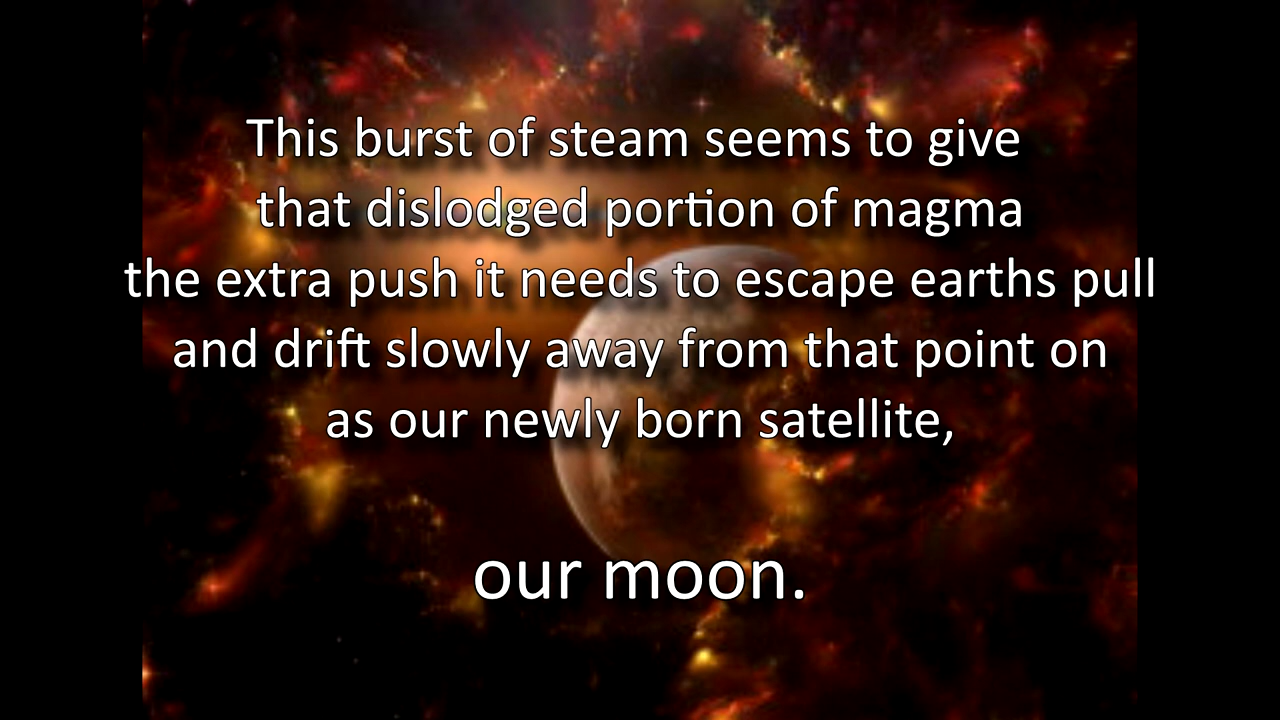 This burst of steam seems to give
that dislodged portion of magma
the extra push it needs to escape earths pull
and drift slowly away from that point on
as our newly born satellite,
our moon.